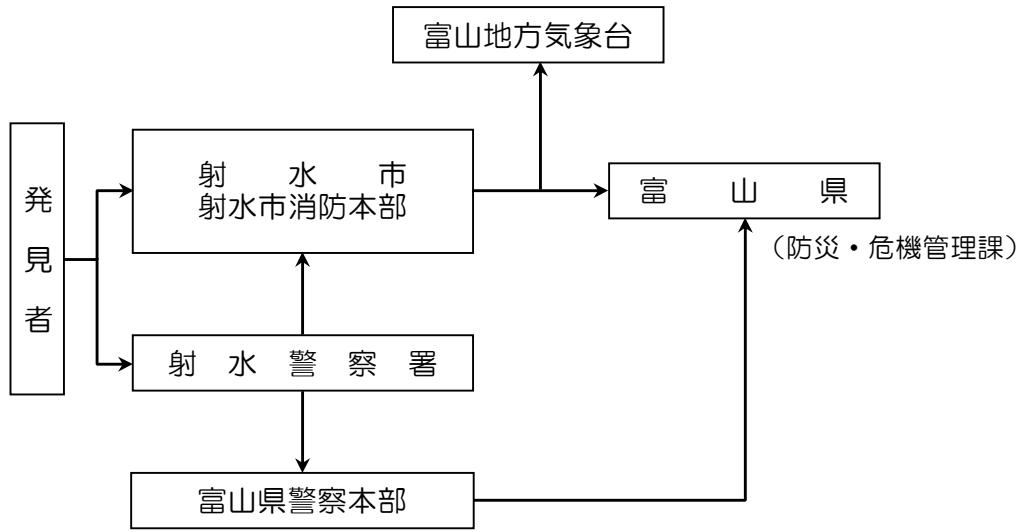 富山地方気象台
発見者
射水市
射水市消防本部
富山県
（防災・危機管理課）
射水警察署
富山県警察本部